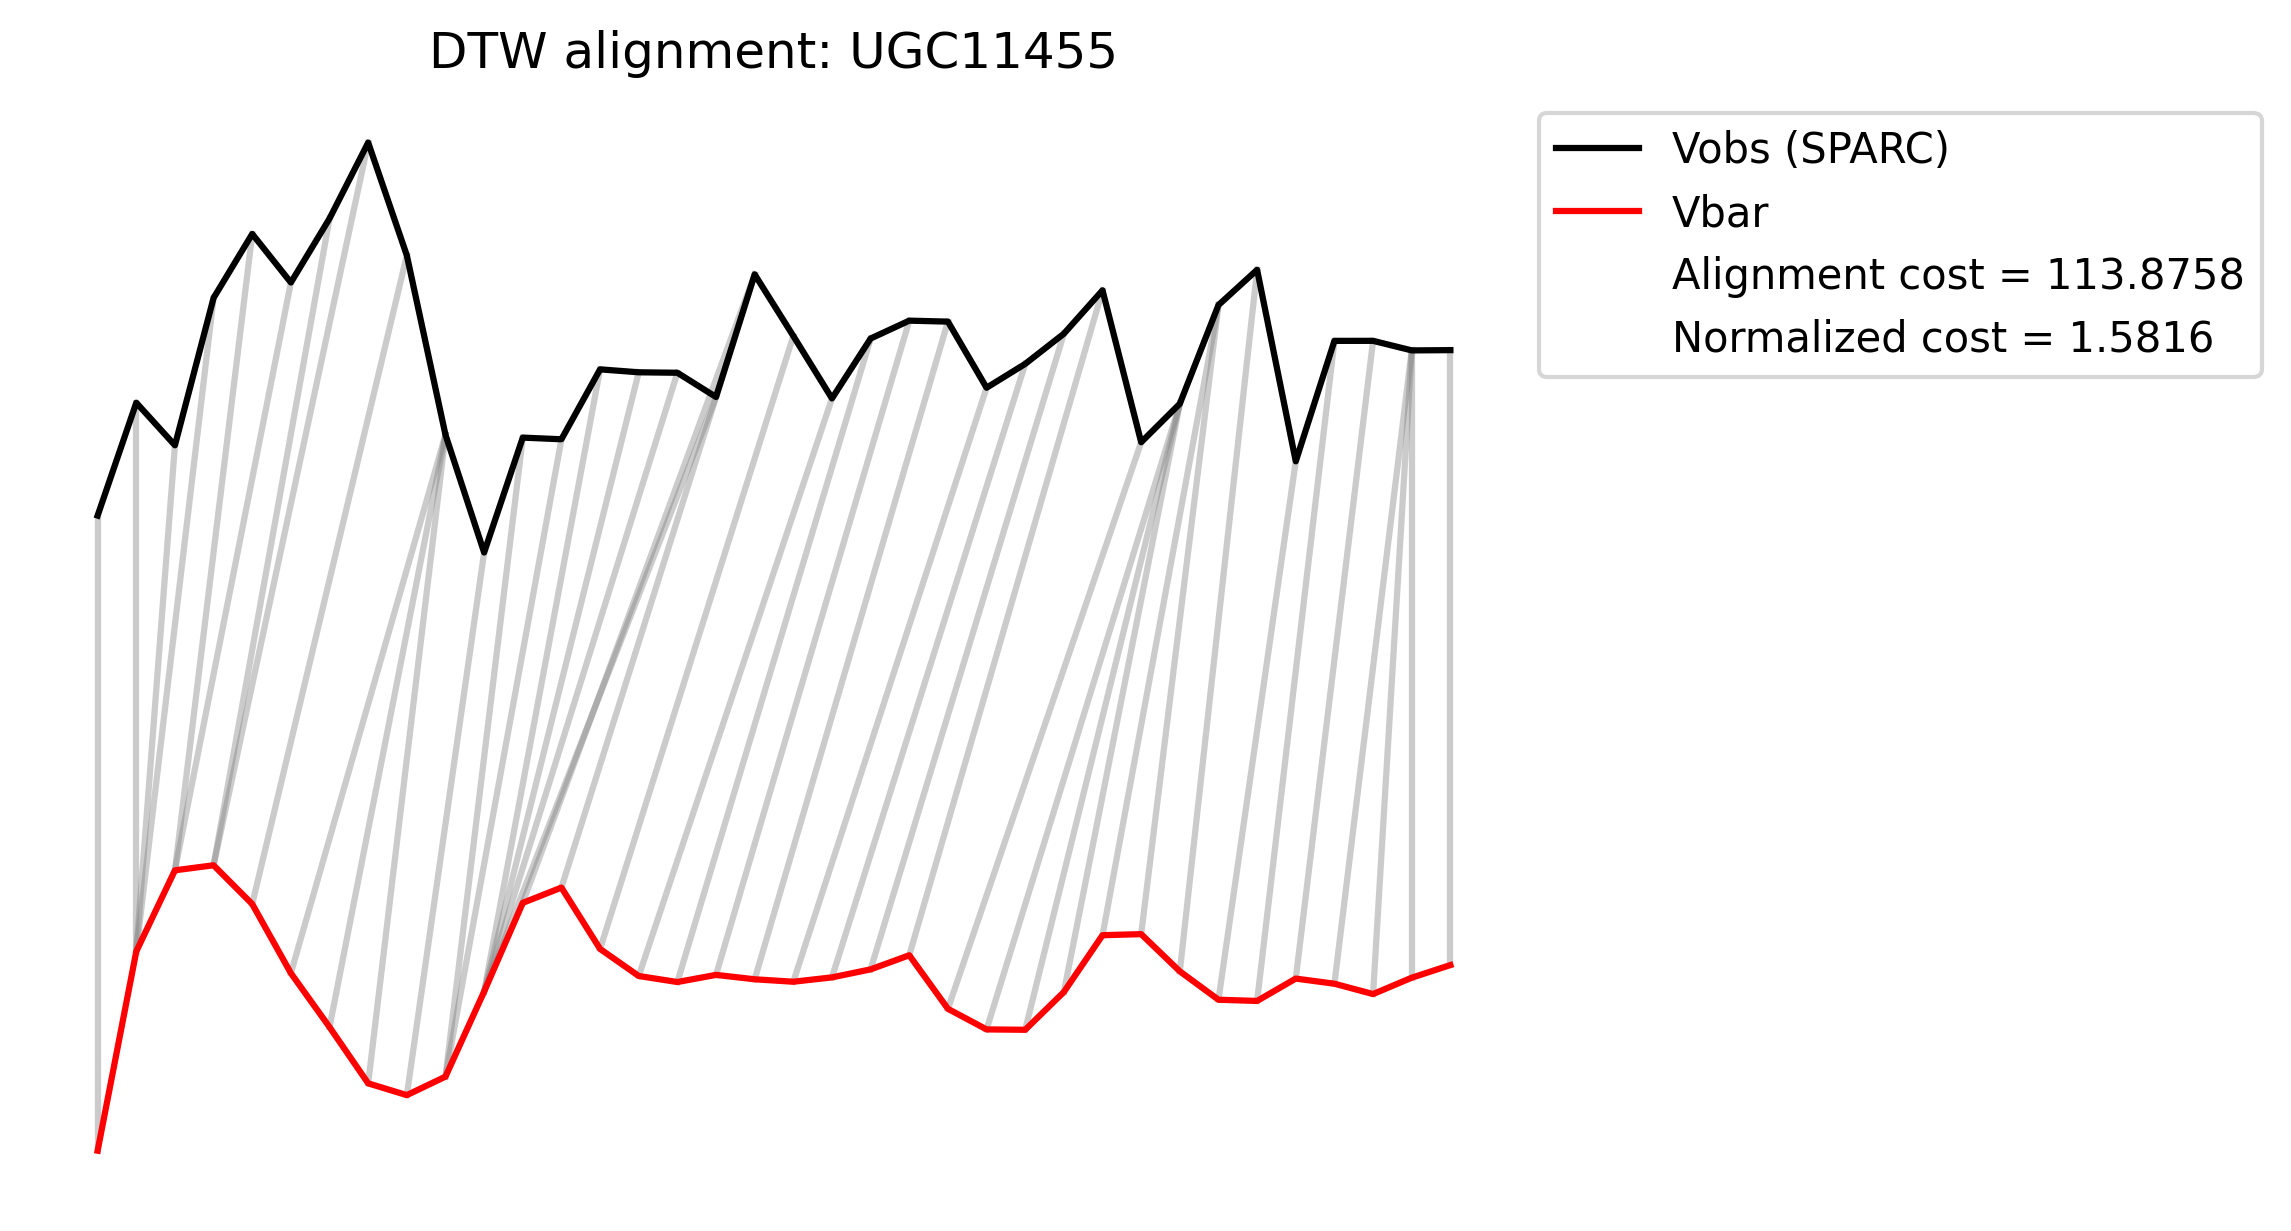 DTW alignment: UGC11455
Vobs (SPARC)
Vbar
Alignment cost = 113.8758
Normalized cost = 1.5816